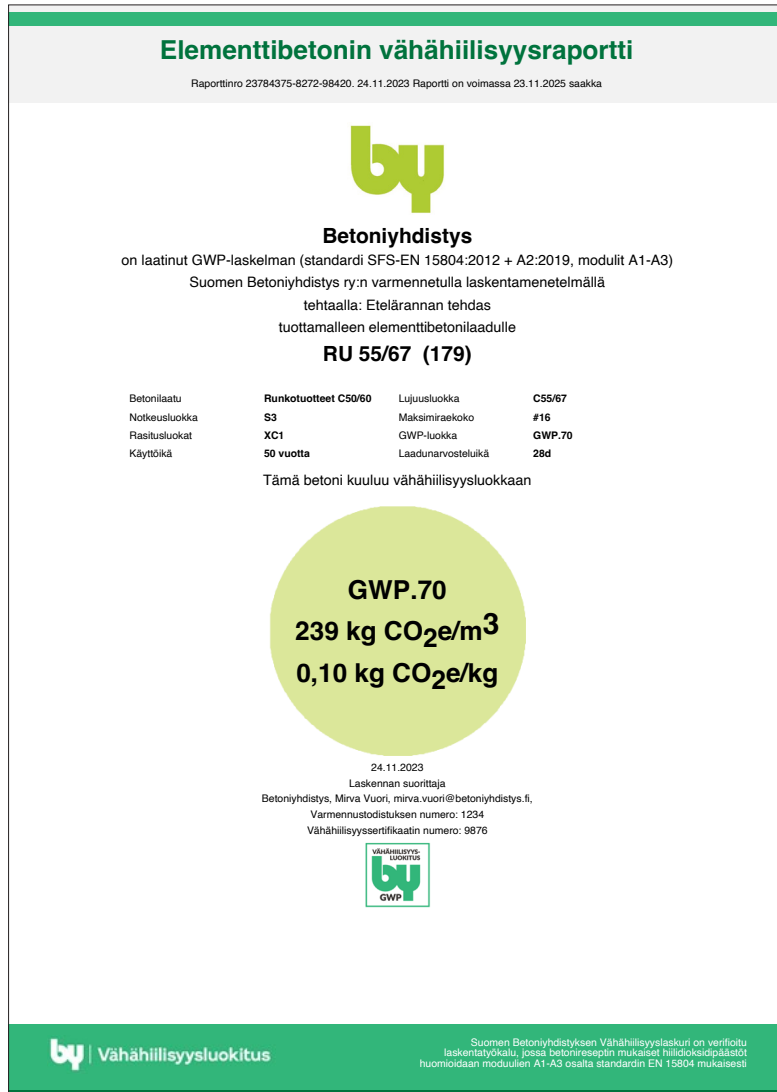 Elementtibetonin vähähiilisyysraportti
Raporttinro 23784375-8272-98420. 24.11.2023 Raportti on voimassa 23.11.2025 saakka
by
Betoniyhdistys
on laatinut GWP-laskelman (standardi SFS-EN 15804:2012 + A2:2019, modulit A1-A3)
Suomen Betoniyhdistys ry:n varmennetulla laskentamenetelmällä
tehtaalla: Etelärannan tehdas
tuottamalleen elementtibetonilaadulle
RU 55/67 (179)
Betonilaatu Runkotuotteet C50/60 Lujuusluokka C55/67
Notkeusluokka S3 Maksimiraekoko #16
Rasitusluokat XC1 GWP-luokka GWP.70
Käyttöikä 50 vuotta Laadunarvosteluikä 28d
Tämä betoni kuuluu vähähiilisyysluokkaan
GWP.70
239 kg CO2e/m3
0,10 kg CO2e/kg
24.11.2023
Laskennan suorittaja
Betoniyhdistys, Mirva Vuori, mirva.vuori@betoniyhdistys.fi,
Varmennustodistuksen numero: 1234
Vähähiilisyyssertifikaatin numero: 9876
VÄHÄHIILISYYS-
LUOKITUS
by
GWP
by | Vähähiilisyysluokitus
Suomen Betoniyhdistyksen Vähähiilisyyslaskuri on verifioitu
laskentatyökalu, jossa betonireseptin mukaiset hiilidioksidipäästöt
huomioidaan moduulien A1-A3 osalta standardin EN 15804 mukaisesti